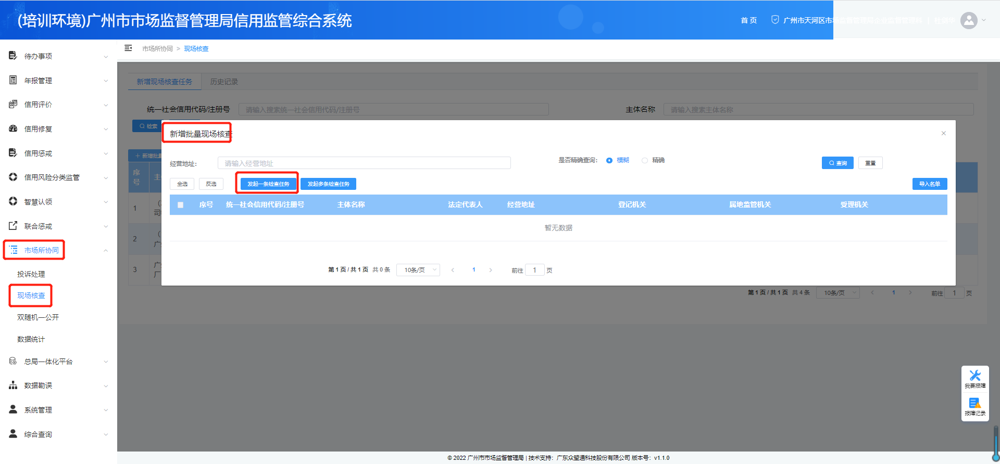 (培训环境)广州市市场监督管理局信用监管综合系统
首页
广州市天河区市场监督管理局企业监督管理科
待办事项
年报管理
信用评价
信用修复
信用惩戒
信用风险分类监管
智慧认领
联合惩戒
市场所协同
投诉处理
现场核查
双随机一公开
数据统计
总局一体化平台
数据勘误
系统管理
综合查询
市场所协同 > 现场核查
新增现场核查任务 历史记录
统一社会信用代码/注册号 请输入搜索统一社会信用代码/注册号 主体名称 请输入搜索主体名称
检索
新增批量
序号
主
1
(
司
2
(
广
3
广
厂
新增批量现场核查
经营地址: 请输入经营地址 是否精确查询: 模糊 精确 查询 重置
全选 反选 发起一条检查任务 发起多条检查任务 导入名单
序号 统一社会信用代码/注册号 主体名称 法定代表人 经营地址 登记机关 属地监管机关 受理机关
暂无数据
第 1 页 / 共 1 页 共 0 条 10条/页 < 1 > 前往 1 页
第 1 页 / 共 1 页 共 4 条 10条/页 < 1 > 前往 1 页
我要报障
报障记录
© 2022 广州市市场监督管理局 | 技术支持：广东众望通科技股份有限公司 版本号：v1.1.0